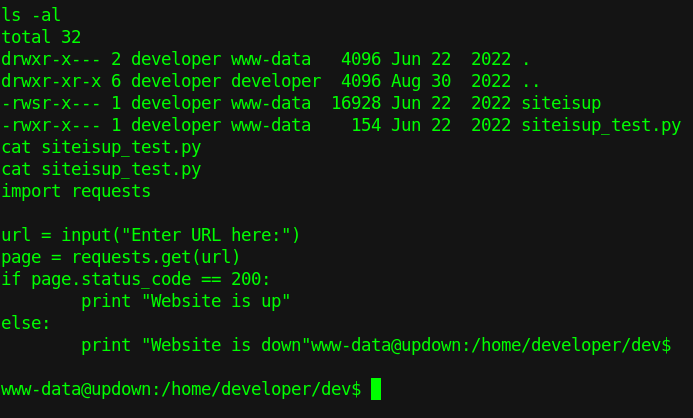 ls -al
total 32
drwxr-x--- 2 developer www-data   4096 Jun 22  2022 .
drwxr-xr-x 6 developer developer  4096 Aug 30  2022 ..
-rwsr-x--- 1 developer www-data  16928 Jun 22  2022 siteisup
-rwxr-x--- 1 developer www-data    154 Jun 22  2022 siteisup_test.py
cat siteisup_test.py
cat siteisup_test.py
import requests

url = input("Enter URL here:")
page = requests.get(url)
if page.status_code == 200:
        print "Website is up"
else:
        print "Website is down"www-data@updown:/home/developer/dev$

www-data@updown:/home/developer/dev$